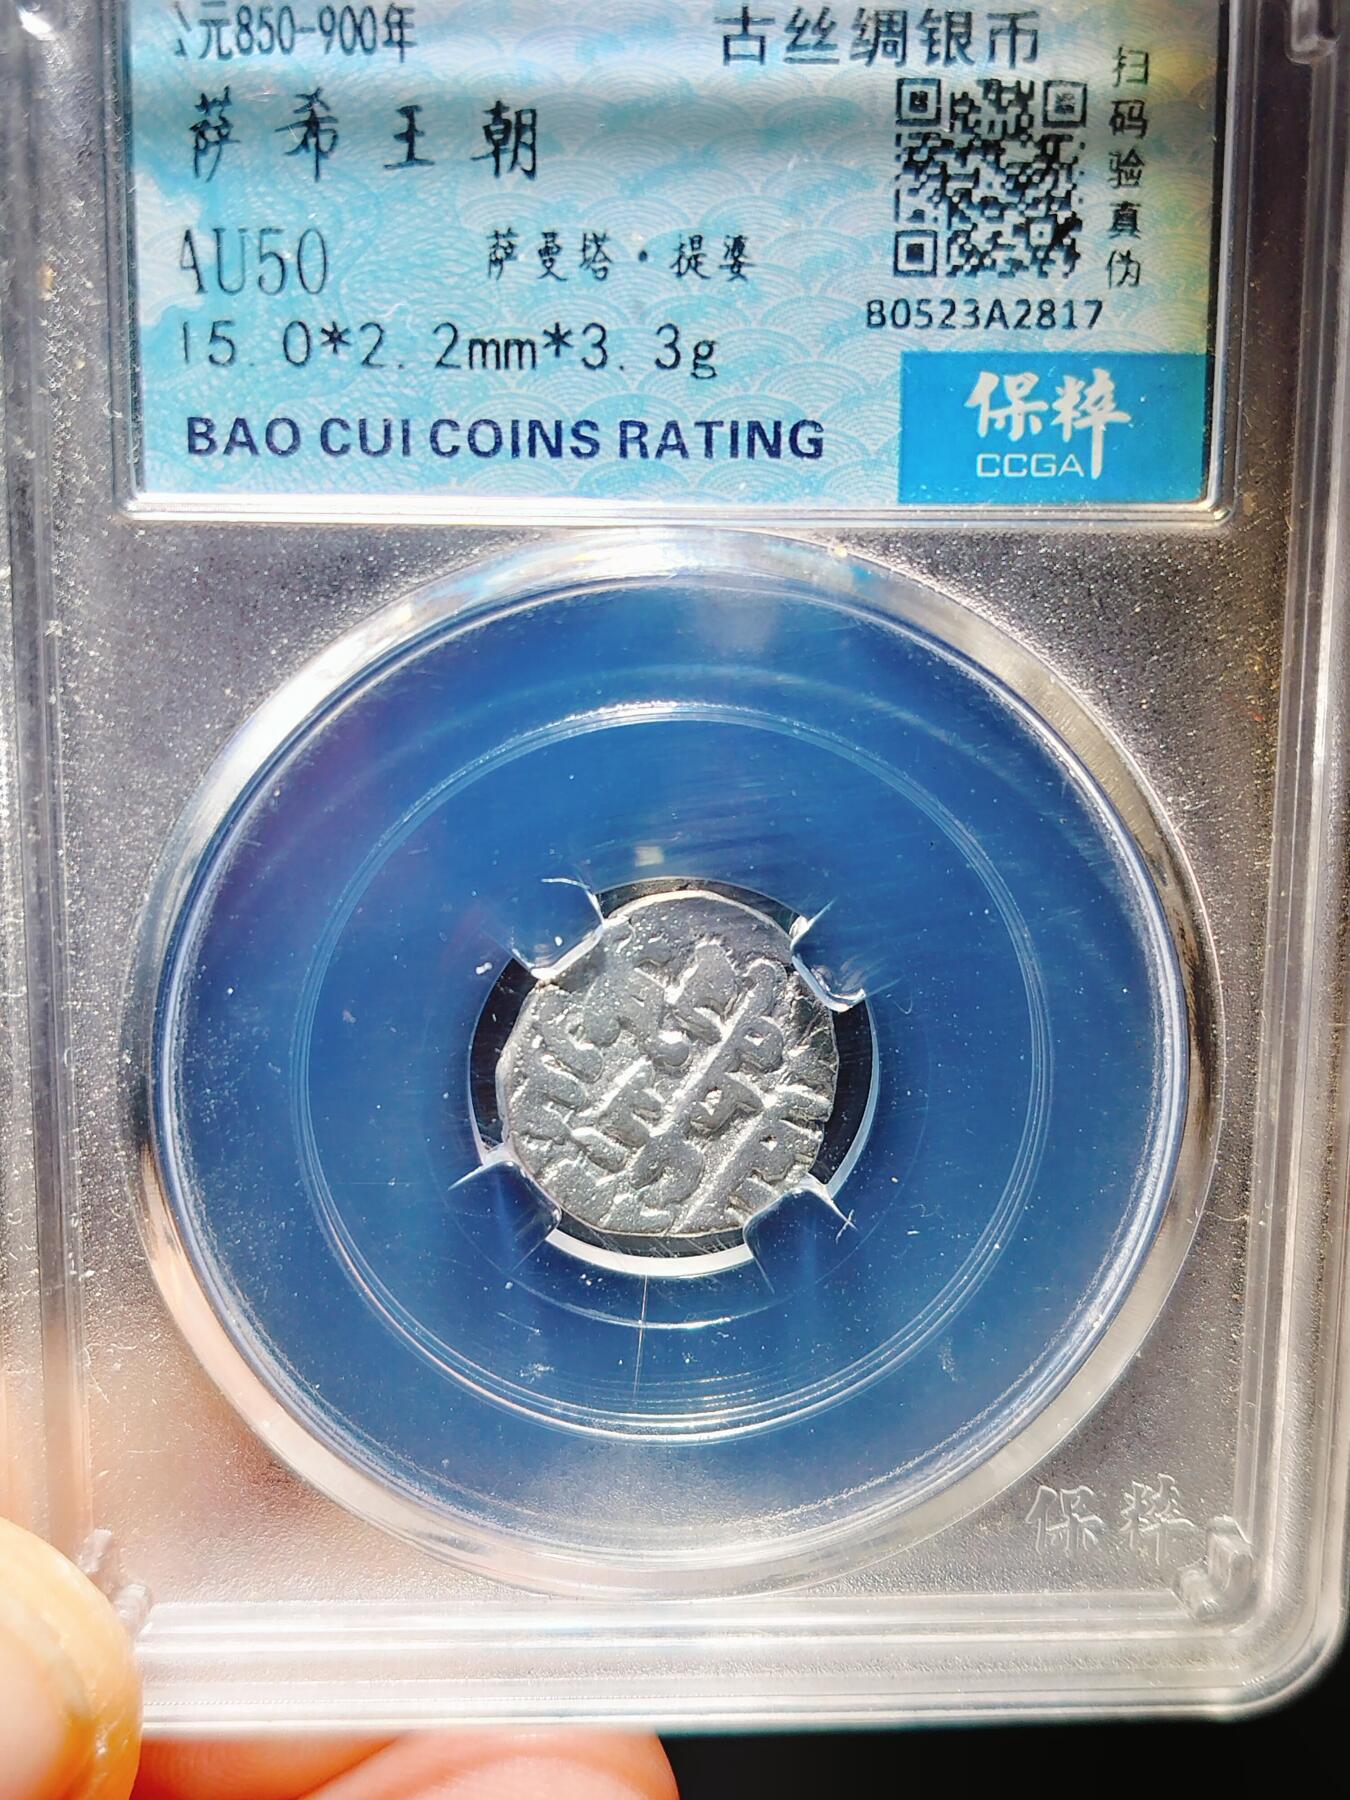 元850-900年
古丝绸银币
萨希王朝
AU50
萨曼塔·提婆
15.0*2.2mm*3.3g
BAO CUI COINS RATING
扫码验真伪
B0523A2817
保粹
CCGA
保粹